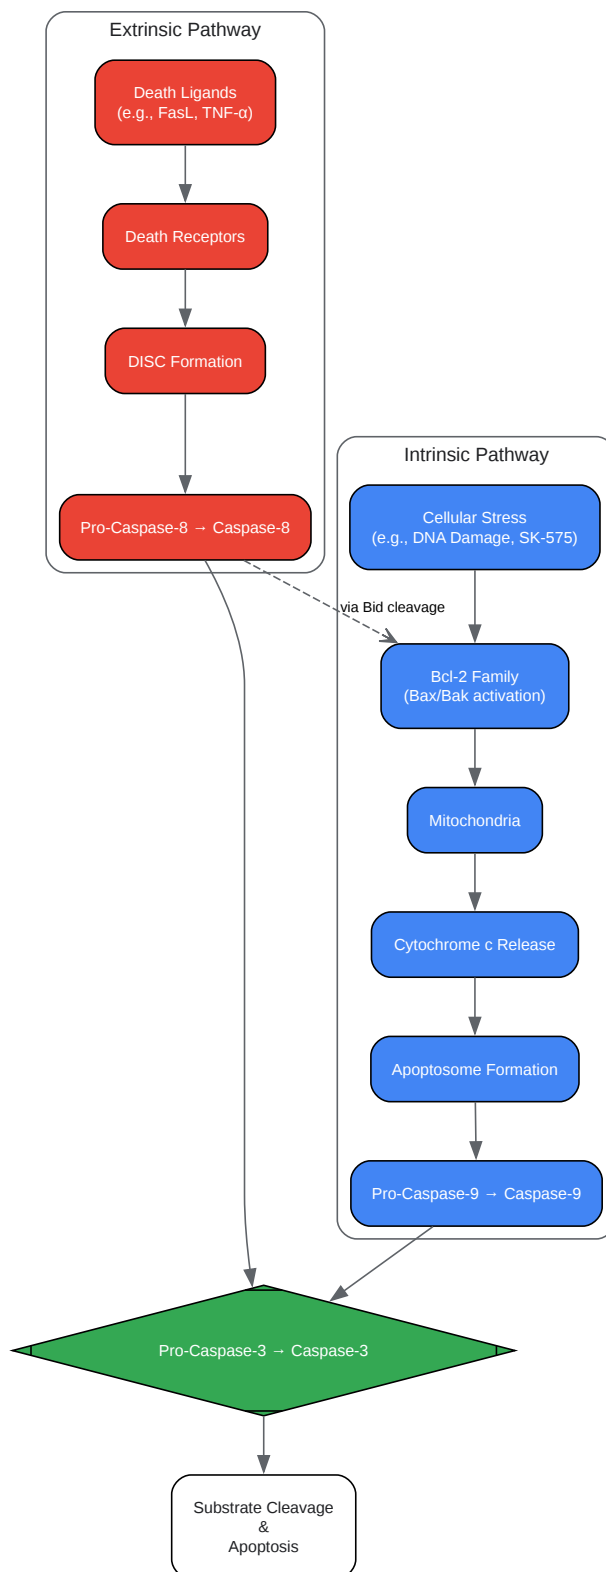 Extrinsic Pathway
Death Ligands
(e.g., FasL, TNF-α)
Death Receptors
DISC Formation
Pro-Caspase-8 → Caspase-8
Intrinsic Pathway
Cellular Stress
(e.g., DNA Damage, SK-575)
via Bid cleavage
Bcl-2 Family
(Bax/Bak activation)
Mitochondria
Cytochrome c Release
Apoptosome Formation
Pro-Caspase-9 → Caspase-9
Pro-Caspase-3 → Caspase-3
Substrate Cleavage
&
Apoptosis